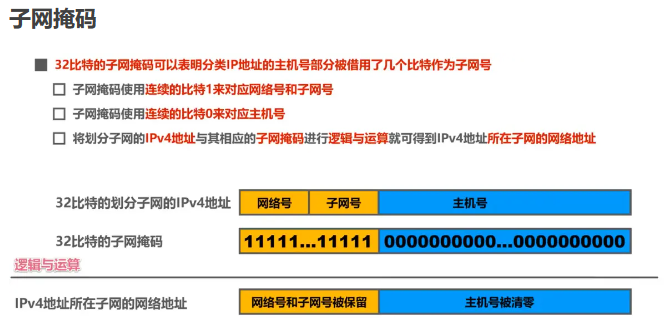 子网掩码
32比特的子网掩码可以表明分类IP地址的主机号部分被借用了几个比特作为子网号
子网掩码使用连续的比特1来对应网络号和子网号
子网掩码使用连续的比特0来对应主机号
将划分子网的IPv4地址与其相应的子网掩码进行逻辑与运算就可得到IPv4地址所在子网的网络地址
32比特的划分子网的IPv4地址 网络号 子网号 主机号
32比特的子网掩码 11111...11111 0000000000...0000000000
逻辑与运算
IPv4地址所在子网的网络地址 网络号和子网号被保留 主机号被清零